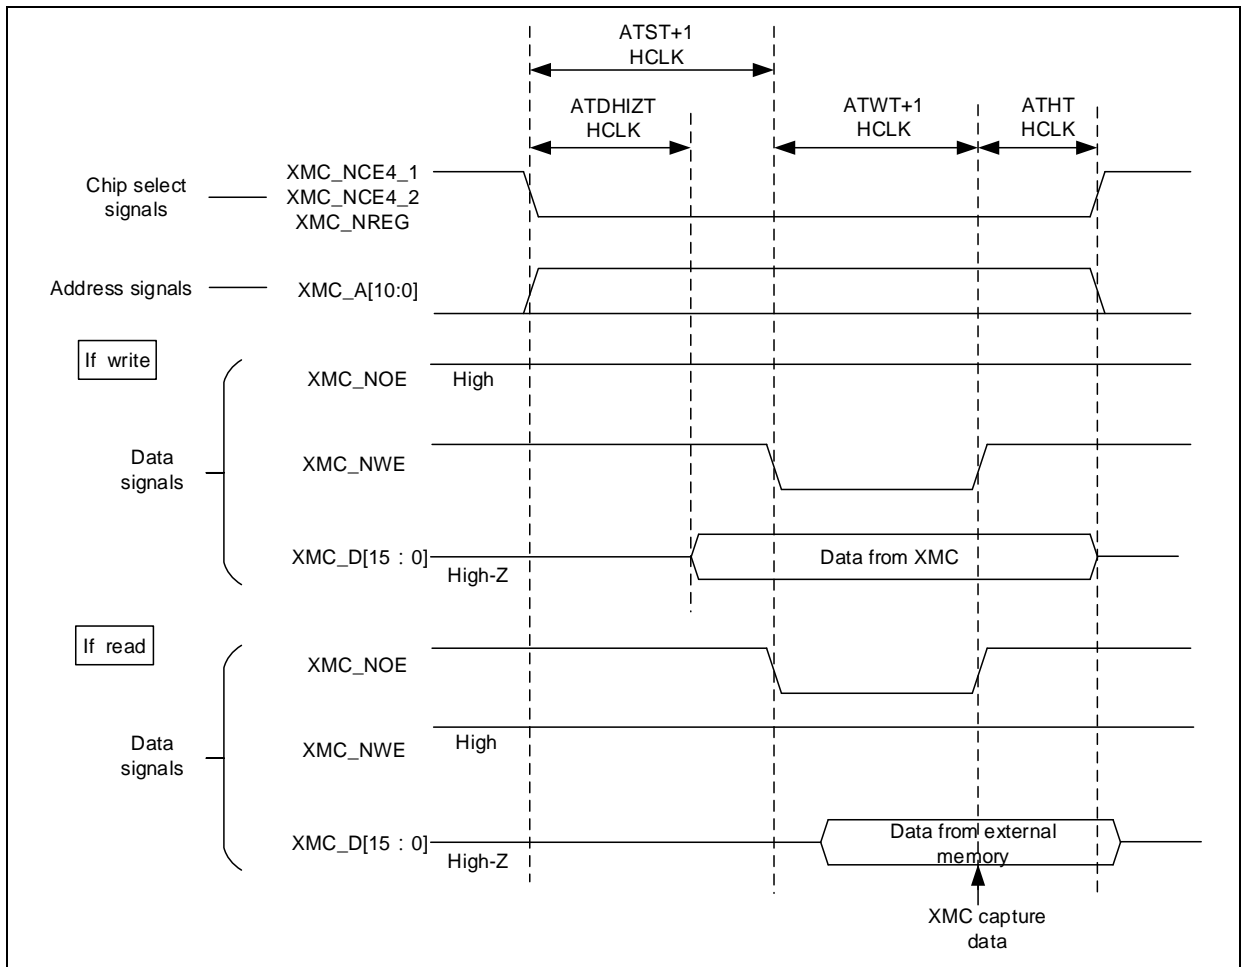 ATST+1
HCLK
ATDHIZT
HCLK
ATWT+1
HCLK
ATHT
HCLK
Chip select
signals
XMC_NCE4_1
XMC_NCE4_2
XMC_NREG
Address signals
XMC_A[10:0]
If write
Data
signals
XMC_NOE
High
XMC_NWE
XMC_D[15 : 0]
High-Z
Data from XMC
If read
Data
signals
XMC_NOE
XMC_NWE
High
XMC_D[15 : 0]
High-Z
Data from external
memory
XMC capture
data